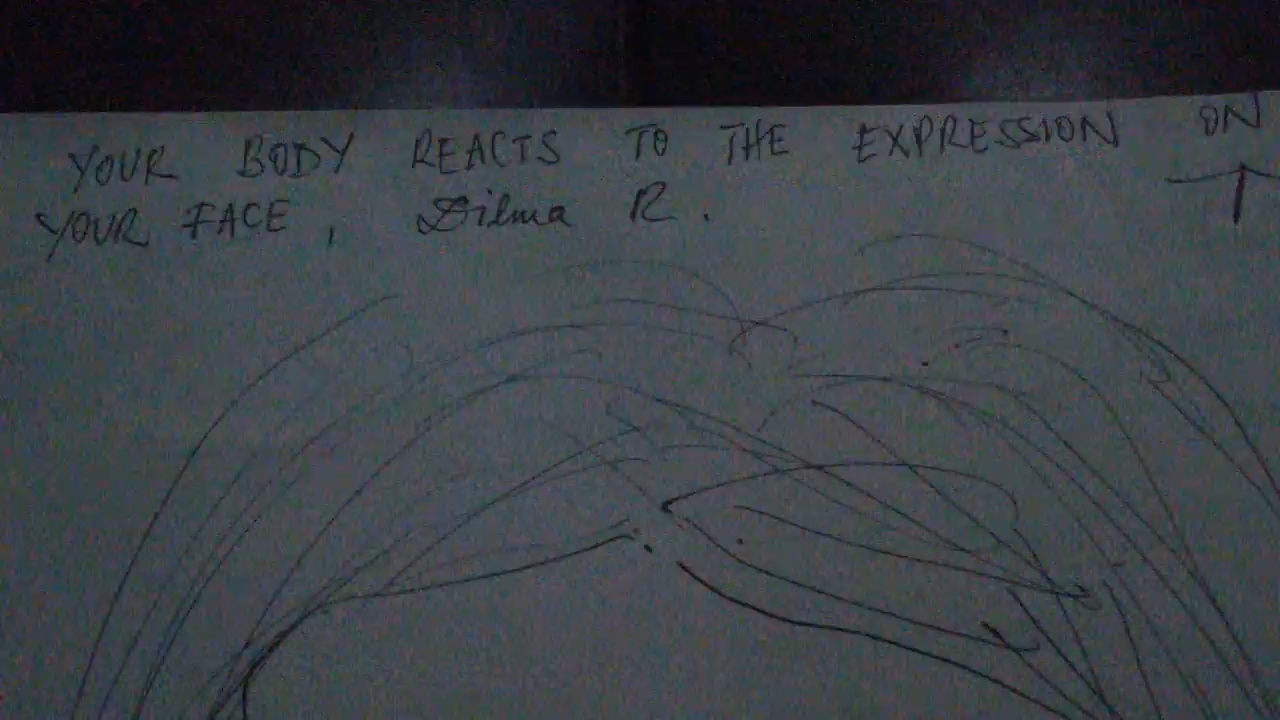 YOUR BODY REACTS TO THE EXPRESSION ON
YOUR FACE, Dilma R.